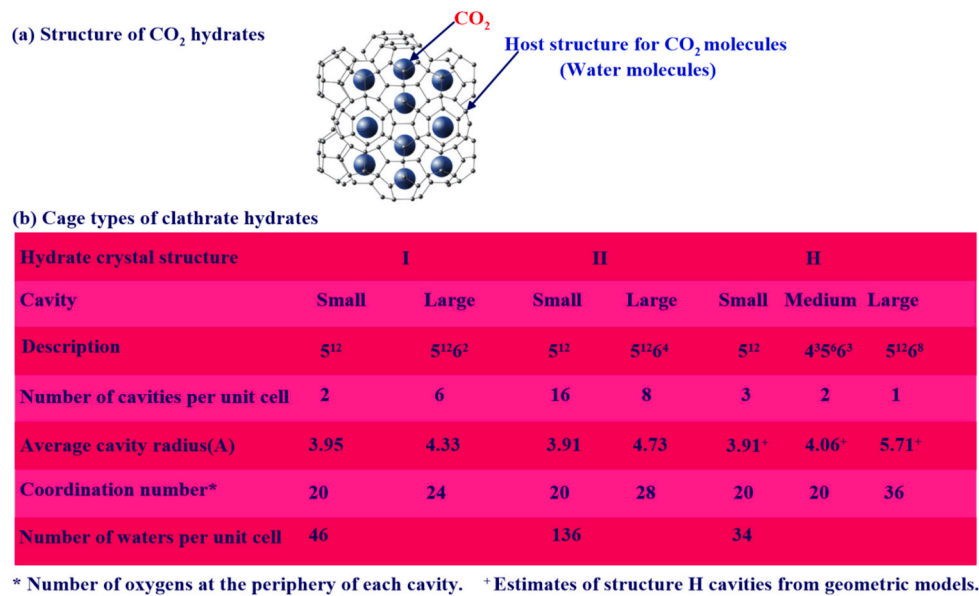 (a) Structure of CO₂ hydrates
CO₂
Host structure for CO₂ molecules
(Water molecules)
(b) Cage types of clathrate hydrates
Hydrate crystal structure I II H
Cavity Small Large Small Large Small Medium Large
Description 5¹² 5¹²6² 5¹² 5¹²6⁴ 5¹² 4³5⁶6³ 5¹²6⁸
Number of cavities per unit cell 2 6 16 8 3 2 1
Average cavity radius(A) 3.95 4.33 3.91 4.73 3.91⁺ 4.06⁺ 5.71⁺
Coordination number* 20 24 20 28 20 20 36
Number of waters per unit cell 46 136 34
* Number of oxygens at the periphery of each cavity. ⁺Estimates of structure H cavities from geometric models.